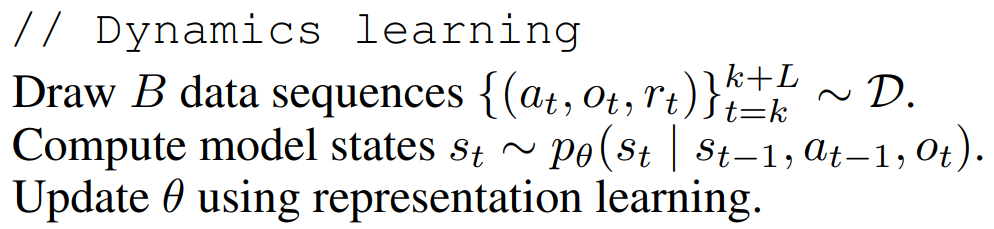 // Dynamics learning
Draw B data sequences {(a_t, o_t, r_t)}_{t=k}^{k+L} ∼ 𝒟.
Compute model states s_t ∼ p_θ(s_t | s_{t−1}, a_{t−1}, o_t).
Update θ using representation learning.